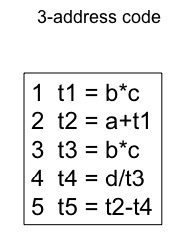 3-address code
1 t1 = b*c
2 t2 = a+t1
3 t3 = b*c
4 t4 = d/t3
5 t5 = t2-t4